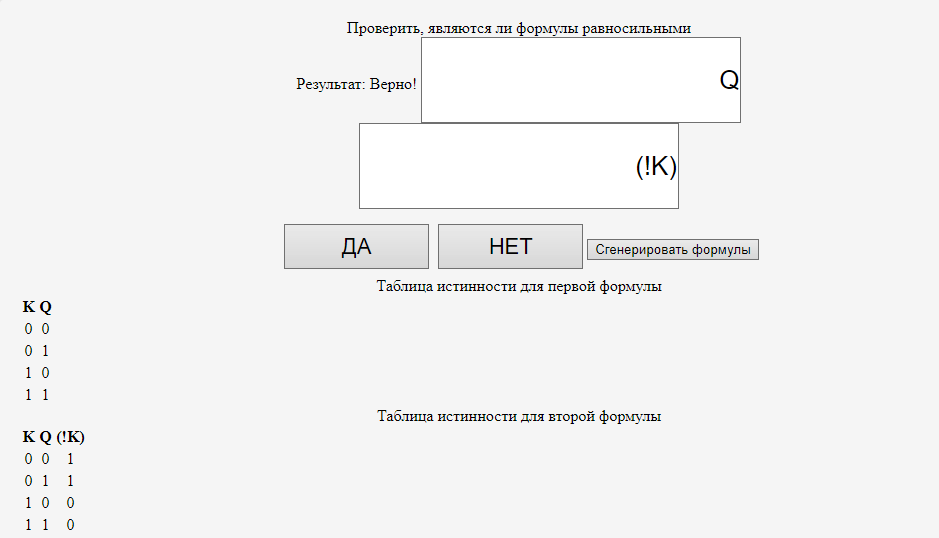 Проверить, являются ли формулы равносильными
Результат: Верно! Q
(!K)
ДА НЕТ Сгенерировать формулы
Таблица истинности для первой формулы
K Q
0 0
0 1
1 0
1 1
Таблица истинности для второй формулы
K Q (!K)
0 0 1
0 1 1
1 0 0
1 1 0